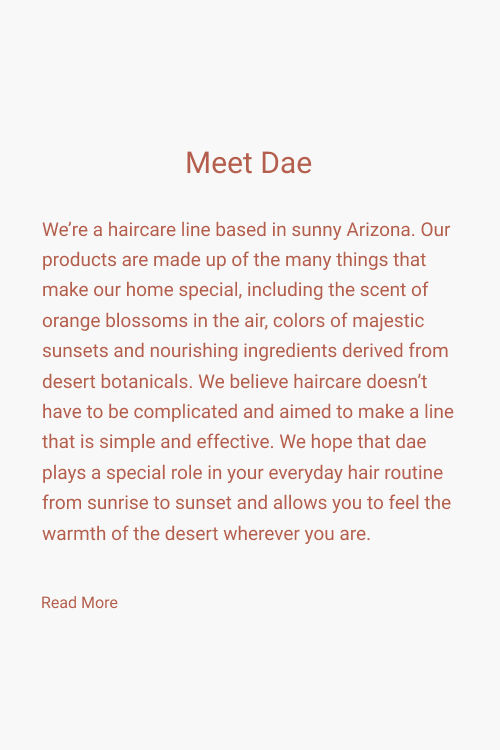 Meet Dae
We’re a haircare line based in sunny Arizona. Our
products are made up of the many things that
make our home special, including the scent of
orange blossoms in the air, colors of majestic
sunsets and nourishing ingredients derived from
desert botanicals. We believe haircare doesn’t
have to be complicated and aimed to make a line
that is simple and effective. We hope that dae
plays a special role in your everyday hair routine
from sunrise to sunset and allows you to feel the
warmth of the desert wherever you are.
Read More